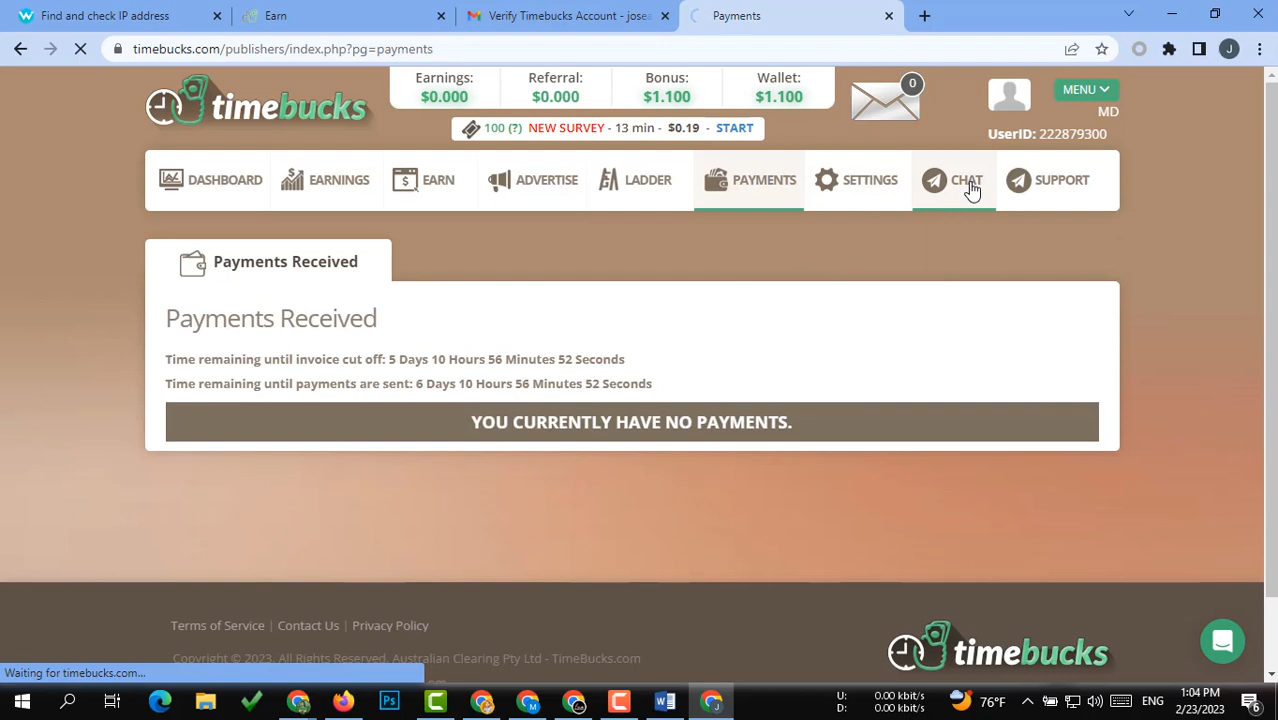 Find and check IP address
Earn
Verify Timebucks Account - josea
Payments
timebucks.com/publishers/index.php?pg=payments
J
timebucks
Earnings:
$0.000
Referral:
$0.000
Bonus:
$1.100
Wallet:
$1.100
0
MENU
MD
UserID: 222879300
100 (?) NEW SURVEY - 13 min - $0.19 - START
DASHBOARD
EARNINGS
EARN
ADVERTISE
LADDER
PAYMENTS
SETTINGS
CHAT
SUPPORT
Payments Received
Payments Received
Time remaining until invoice cut off: 5 Days 10 Hours 56 Minutes 52 Seconds
Time remaining until payments are sent: 6 Days 10 Hours 56 Minutes 52 Seconds
YOU CURRENTLY HAVE NO PAYMENTS.
Terms of Service | Contact Us | Privacy Policy
Copyright © 2023. All Rights Reserved. Australian Clearing Pty Ltd - TimeBucks.com
timebucks
Waiting for timebucks.com...
U: 0.00 kbit/s
D: 0.00 kbit/s
76°F
ENG
1:04 PM
2/23/2023
6